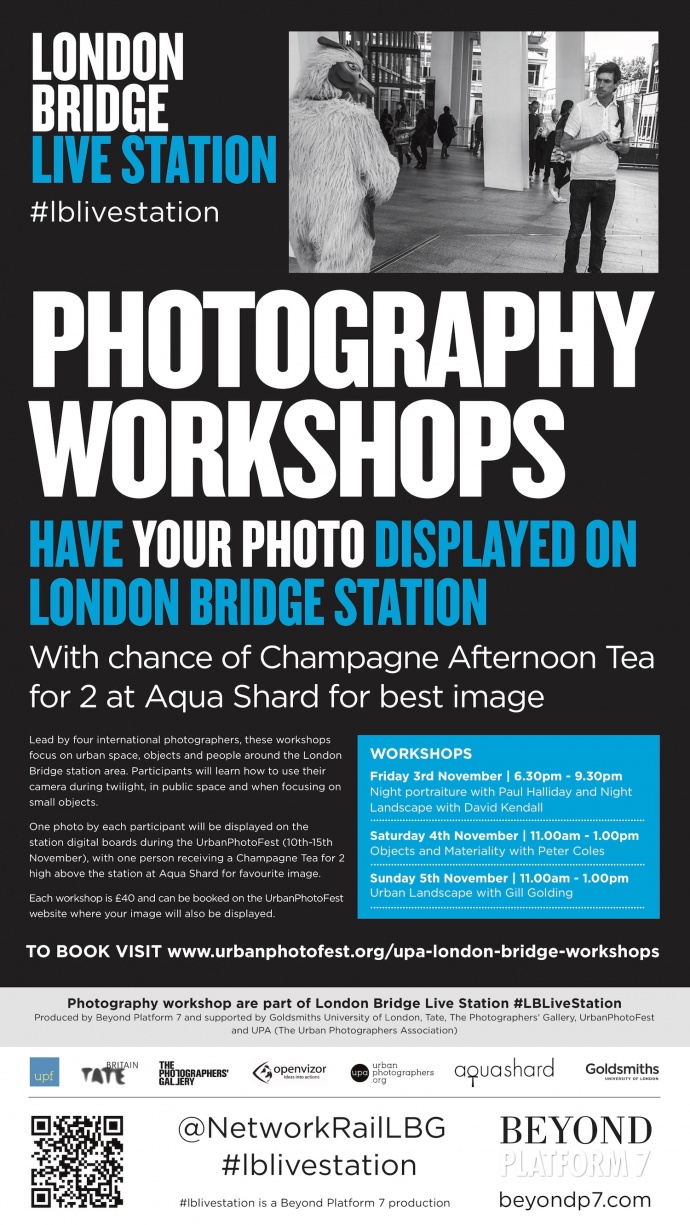 LONDON
BRIDGE
LIVE STATION
#lblivestation
PHOTOGRAPHY
WORKSHOPS
HAVE YOUR PHOTO DISPLAYED ON
LONDON BRIDGE STATION
With chance of Champagne Afternoon Tea
for 2 at Aqua Shard for best image
Lead by four international photographers, these workshops
focus on urban space, objects and people around the London
Bridge station area. Participants will learn how to use their
camera during twilight, in public space and when focusing on
small objects.
One photo by each participant will be displayed on the
station digital boards during the UrbanPhotoFest (10th-15th
November), with one person receiving a Champagne Tea for 2
high above the station at Aqua Shard for favourite image.
Each workshop is £40 and can be booked on the UrbanPhotoFest
website where your image will also be displayed.
WORKSHOPS
Friday 3rd November | 6.30pm - 9.30pm
Night portraiture with Paul Halliday and Night
Landscape with David Kendall
Saturday 4th November | 11.00am - 1.00pm
Objects and Materiality with Peter Coles
Sunday 5th November | 11.00am - 1.00pm
Urban Landscape with Gill Golding
TO BOOK VISIT www.urbanphotofest.org/upa-london-bridge-workshops
Photography workshop are part of London Bridge Live Station #LBLiveStation
Produced by Beyond Platform 7 and supported by Goldsmiths University of London, Tate, The Photographers' Gallery, UrbanPhotoFest
and UPA (The Urban Photographers Association)
upf
BRITAIN
TATE
THE
PHOTOGRAPHERS'
GALLERY
openvizor
ideas into actions
upa
urban
photographers
.org
aquashard
Goldsmiths
UNIVERSITY OF LONDON
@NetworkRailLBG
#lblivestation
#lblivestation is a Beyond Platform 7 production
BEYOND
PLATFORM 7
beyondp7.com